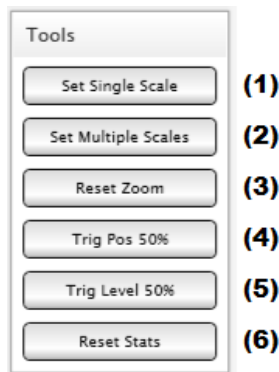 Tools
Set Single Scale (1)
Set Multiple Scales (2)
Reset Zoom (3)
Trig Pos 50% (4)
Trig Level 50% (5)
Reset Stats (6)